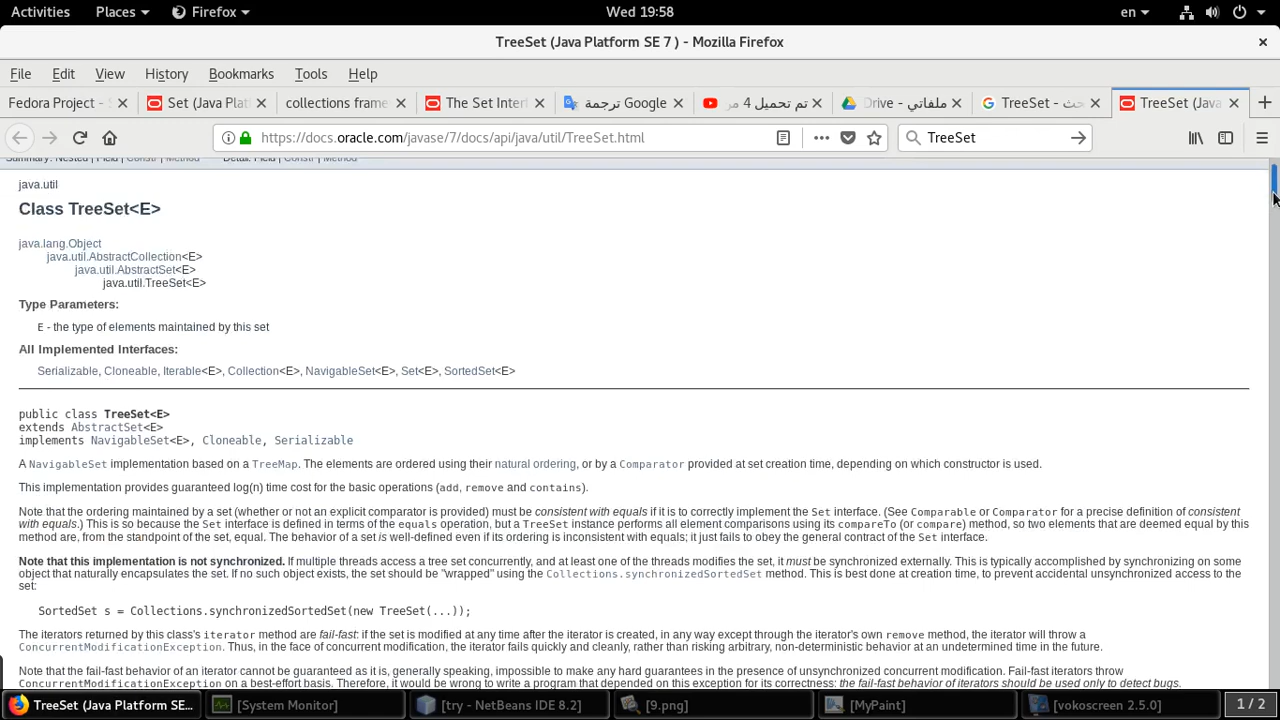 Activities Places Firefox Wed 19:58 en
TreeSet (Java Platform SE 7 ) - Mozilla Firefox
File Edit View History Bookmarks Tools Help
Fedora Project - Set (Java Plat collections frame The Set Inter ترجمة Google تم تحميل 4 مر ملفاتي - Drive TreeSet - TreeSet (Java
https://docs.oracle.com/javase/7/docs/api/java/util/TreeSet.html TreeSet
Summary: Nested | Field | Constr | Method Detail: Field | Constr | Method
java.util
Class TreeSet<E>
java.lang.Object
java.util.AbstractCollection<E>
java.util.AbstractSet<E>
java.util.TreeSet<E>
Type Parameters:
E - the type of elements maintained by this set
All Implemented Interfaces:
Serializable, Cloneable, Iterable<E>, Collection<E>, NavigableSet<E>, Set<E>, SortedSet<E>
public class TreeSet<E>
extends AbstractSet<E>
implements NavigableSet<E>, Cloneable, Serializable
A NavigableSet implementation based on a TreeMap. The elements are ordered using their natural ordering, or by a Comparator provided at set creation time, depending on which constructor is used.
This implementation provides guaranteed log(n) time cost for the basic operations (add, remove and contains).
Note that the ordering maintained by a set (whether or not an explicit comparator is provided) must be consistent with equals if it is to correctly implement the Set interface. (See Comparable or Comparator for a precise definition of consistent
with equals.) This is so because the Set interface is defined in terms of the equals operation, but a TreeSet instance performs all element comparisons using its compareTo (or compare) method, so two elements that are deemed equal by this
method are, from the standpoint of the set, equal. The behavior of a set is well-defined even if its ordering is inconsistent with equals; it just fails to obey the general contract of the Set interface.
Note that this implementation is not synchronized. If multiple threads access a tree set concurrently, and at least one of the threads modifies the set, it must be synchronized externally. This is typically accomplished by synchronizing on some
object that naturally encapsulates the set. If no such object exists, the set should be "wrapped" using the Collections.synchronizedSortedSet method. This is best done at creation time, to prevent accidental unsynchronized access to the
set:
SortedSet s = Collections.synchronizedSortedSet(new TreeSet(...));
The iterators returned by this class's iterator method are fail-fast: if the set is modified at any time after the iterator is created, in any way except through the iterator's own remove method, the iterator will throw a
ConcurrentModificationException. Thus, in the face of concurrent modification, the iterator fails quickly and cleanly, rather than risking arbitrary, non-deterministic behavior at an undetermined time in the future.
Note that the fail-fast behavior of an iterator cannot be guaranteed as it is, generally speaking, impossible to make any hard guarantees in the presence of unsynchronized concurrent modification. Fail-fast iterators throw
ConcurrentModificationException on a best-effort basis. Therefore, it would be wrong to write a program that depended on this exception for its correctness: the fail-fast behavior of iterators should be used only to detect bugs.
TreeSet (Java Platform SE... [System Monitor] [try - NetBeans IDE 8.2] [9.png] [MyPaint] [vokoscreen 2.5.0] 1 / 2